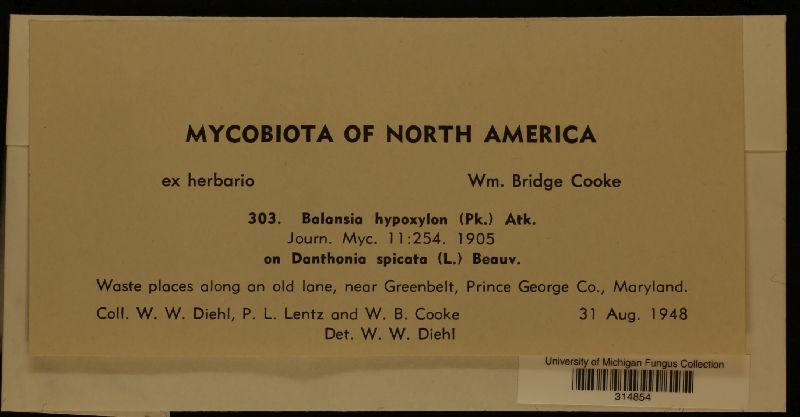 MYCOBIOTA OF NORTH AMERICA
ex herbario Wm. Bridge Cooke
303. Balansia hypoxylon (Pk.) Atk.
Journ. Myc. 11:254. 1905
on Danthonia spicata (L.) Beauv.
Waste places along an old lane, near Greenbelt, Prince George Co., Maryland.
Coll. W. W. Diehl, P. L. Lentz and W. B. Cooke 31 Aug. 1948
Det. W. W. Diehl
University of Michigan Fungus Collection
314854